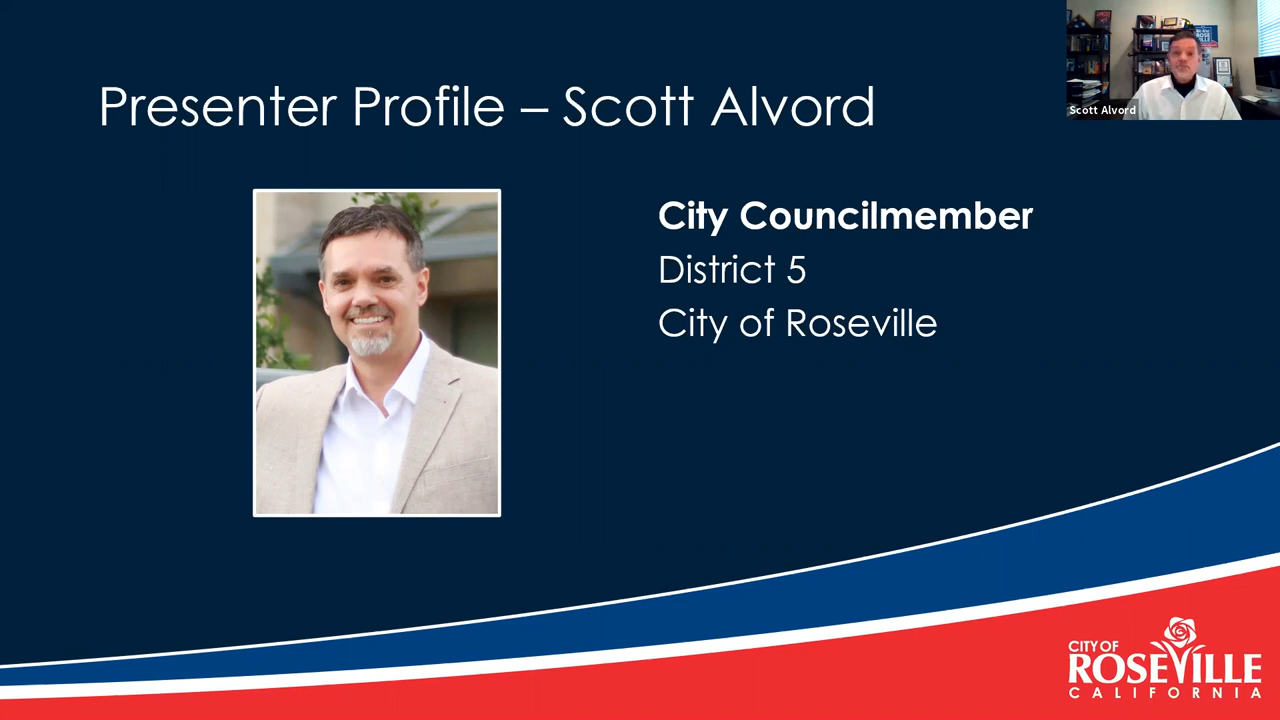 Presenter Profile – Scott Alvord
Scott Alvord
City Councilmember
District 5
City of Roseville
CITY OF
ROSEVILLE
CALIFORNIA